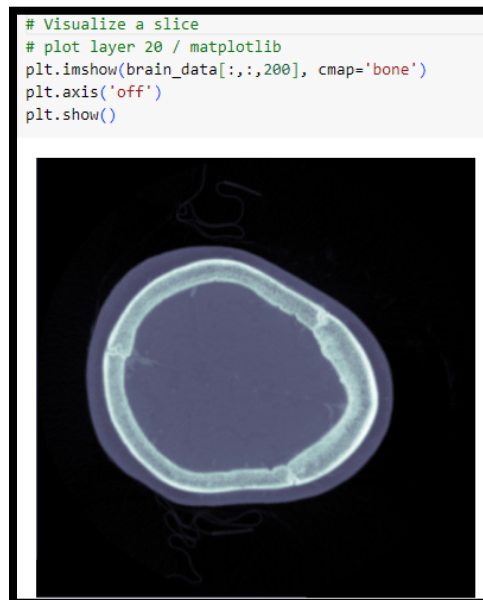 # Visualize a slice
# plot layer 20 / matplotlib
plt.imshow(brain_data[:,:,200], cmap='bone')
plt.axis('off')
plt.show()